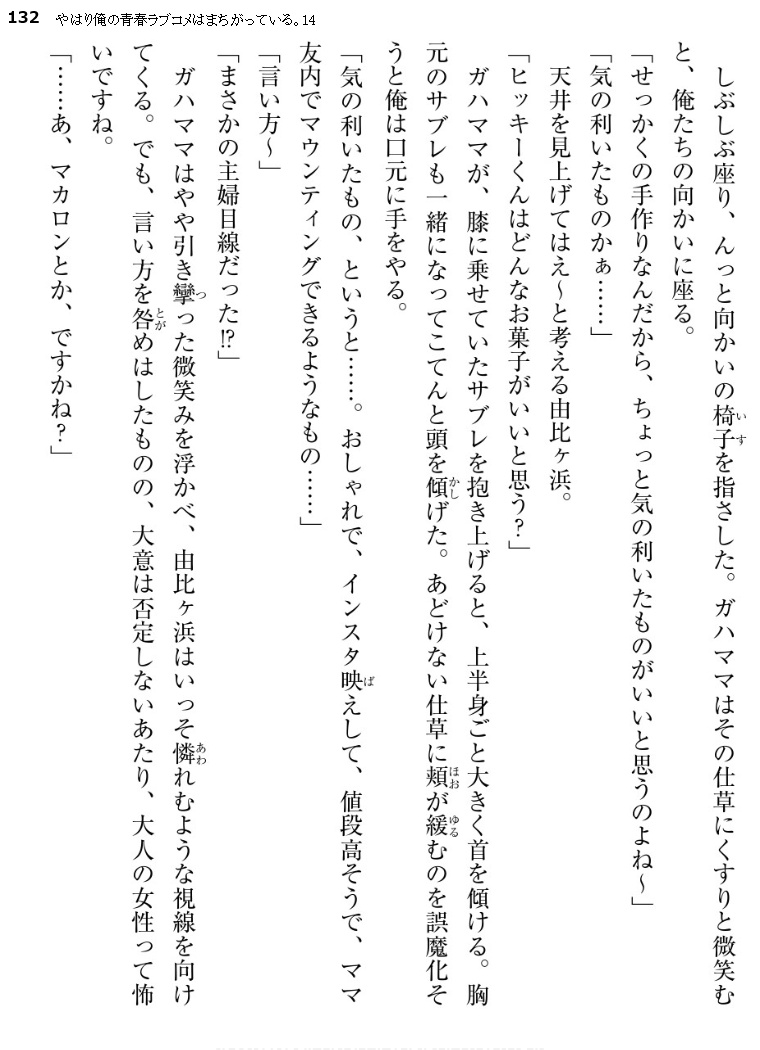 132 やはり俺の青春ラブコメはまちがっている。14
しぶしぶ座り、んっと向かいの椅子を指さした。ガハママはその仕草にくすりと微笑む
と、俺たちの向かいに座る。
「せっかくの手作りなんだから、ちょっと気の利いたものがいいと思うのよね〜」
「気の利いたものかぁ……」
天井を見上げてはえ〜と考える由比ヶ浜。
「ヒッキーくんはどんなお菓子がいいと思う?」
ガハママが、膝に乗せていたサブレを抱き上げると、上半身ごと大きく首を傾ける。胸
元のサブレも一緒になってこてんと頭を傾げた。あどけない仕草に頬が緩むのを誤魔化そ
うと俺は口元に手をやる。
「気の利いたもの、というと……。おしゃれで、インスタ映えして、値段高そうで、ママ
友内でマウンティングできるようなもの……」
「言い方〜」
「まさかの主婦目線だった!?」
ガハママはやや引き攣った微笑みを浮かべ、由比ヶ浜はいっそ憐れむような視線を向け
てくる。でも、言い方を咎めはしたものの、大意は否定しないあたり、大人の女性って怖
いですね。
「……あ、マカロンとか、ですかね?」